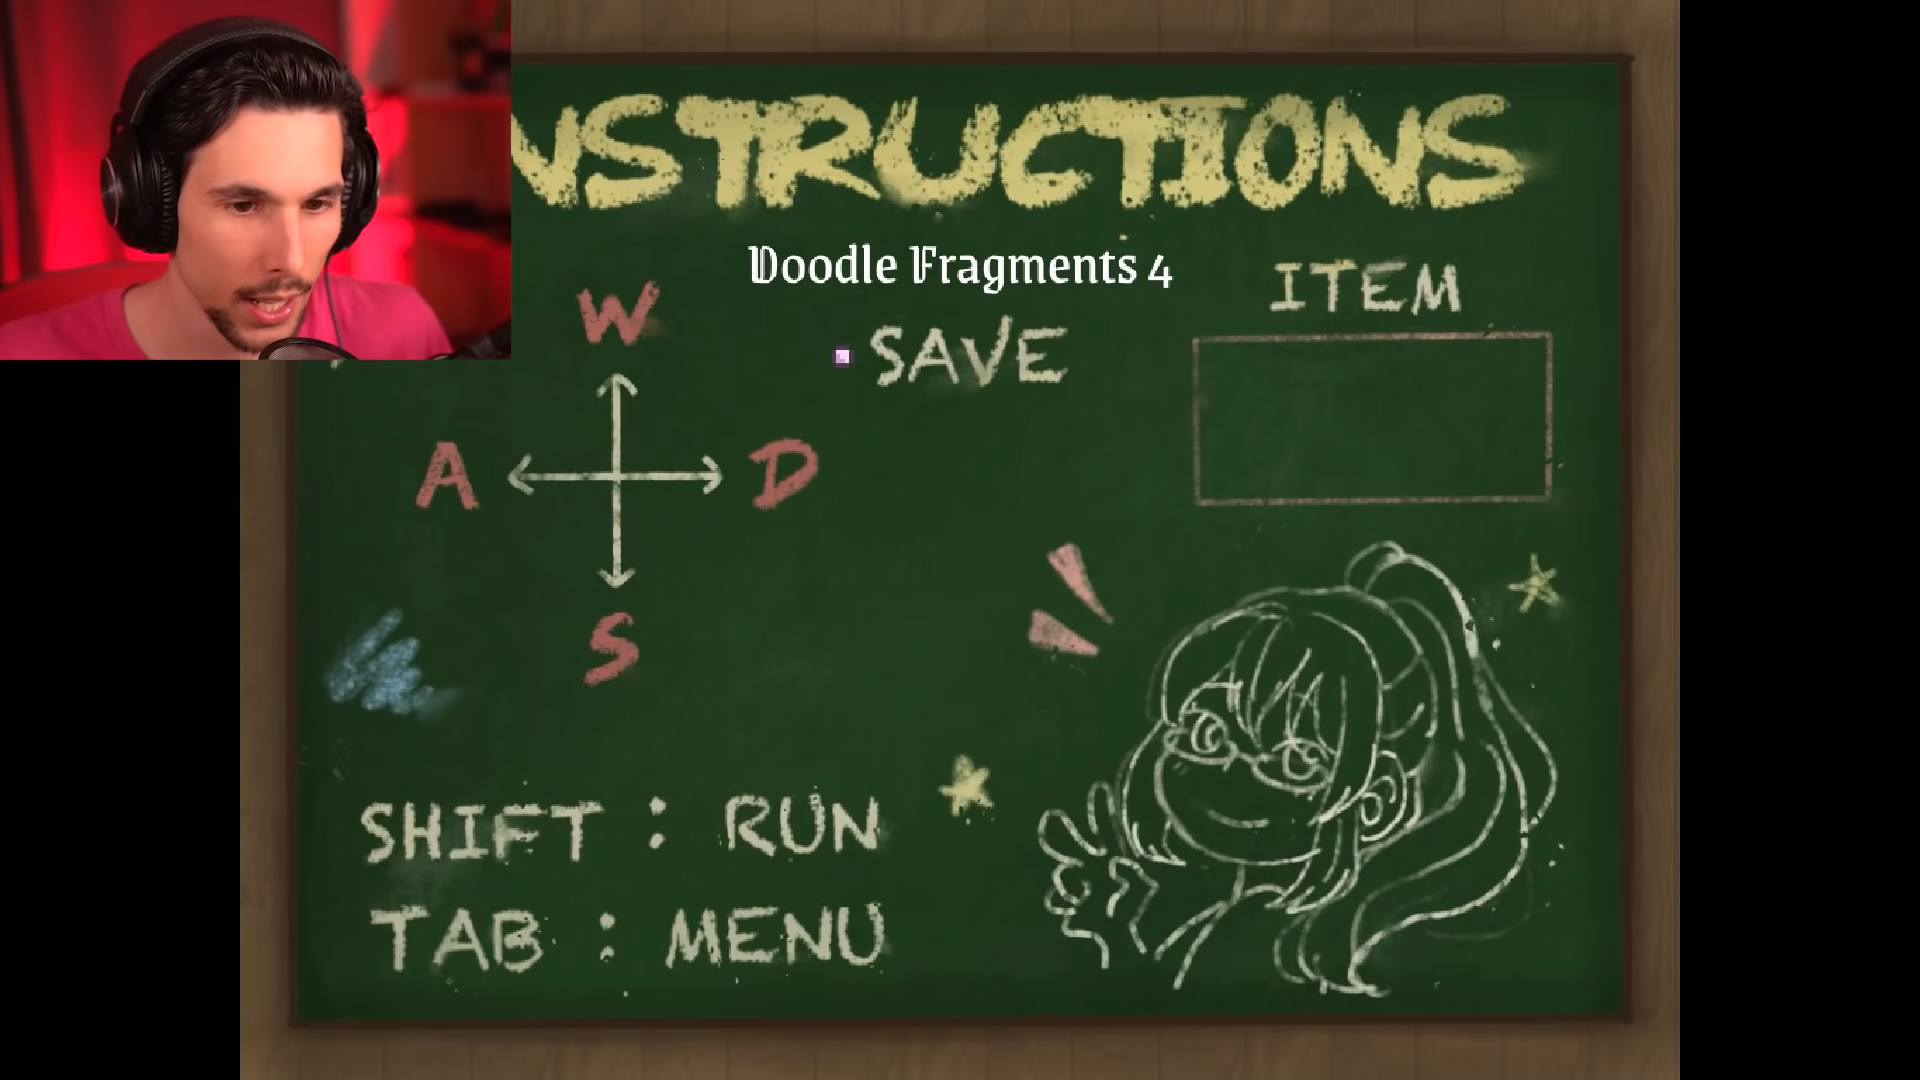 NSTRUCTIONS
Doodle Fragments 4
ITEM
W
SAVE
A
D
S
SHIFT : RUN
TAB : MENU